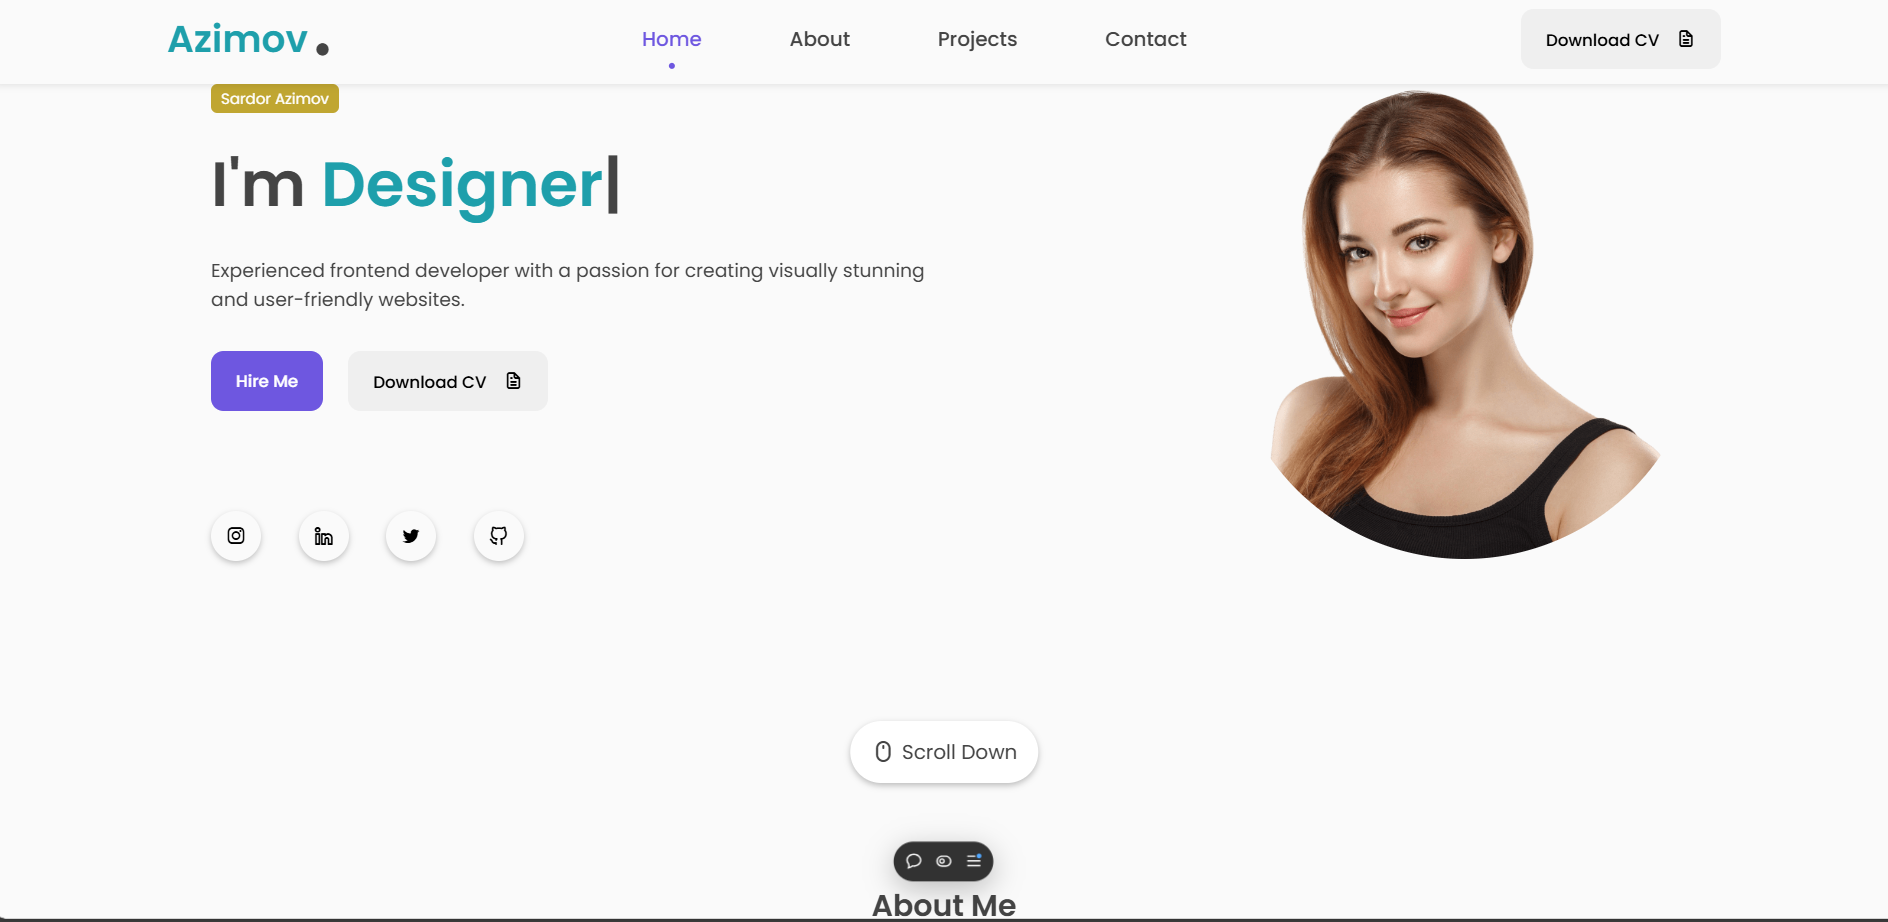 Azimov .
Home
About
Projects
Contact
Download CV
Sardor Azimov
I'm Designer|
Experienced frontend developer with a passion for creating visually stunning
and user-friendly websites.
Hire Me
Download CV
Scroll Down
About Me